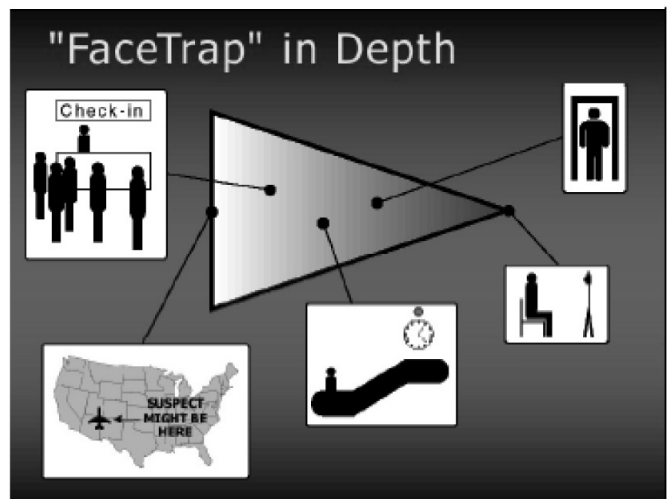 "FaceTrap" in Depth
Check-in
SUSPECT
MIGHT BE
HERE